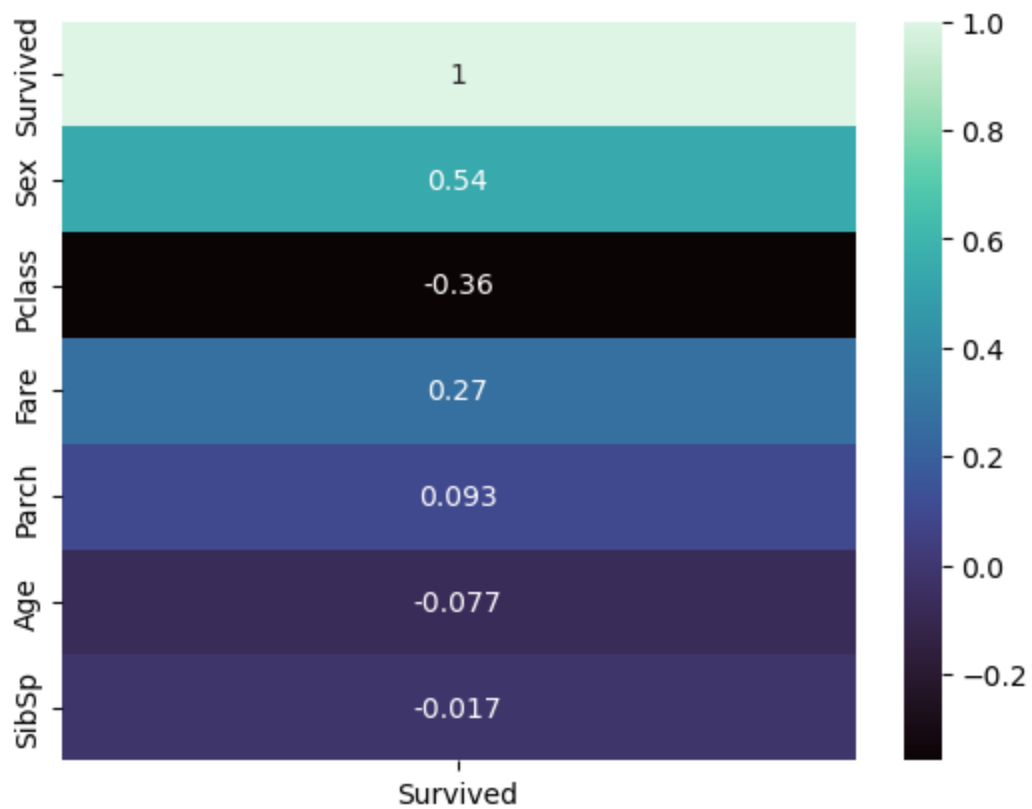 Survived
1
Sex
0.54
Pclass
-0.36
Fare
0.27
Parch
0.093
Age
-0.077
SibSp
-0.017
Survived
1.0
0.8
0.6
0.4
0.2
0.0
−0.2